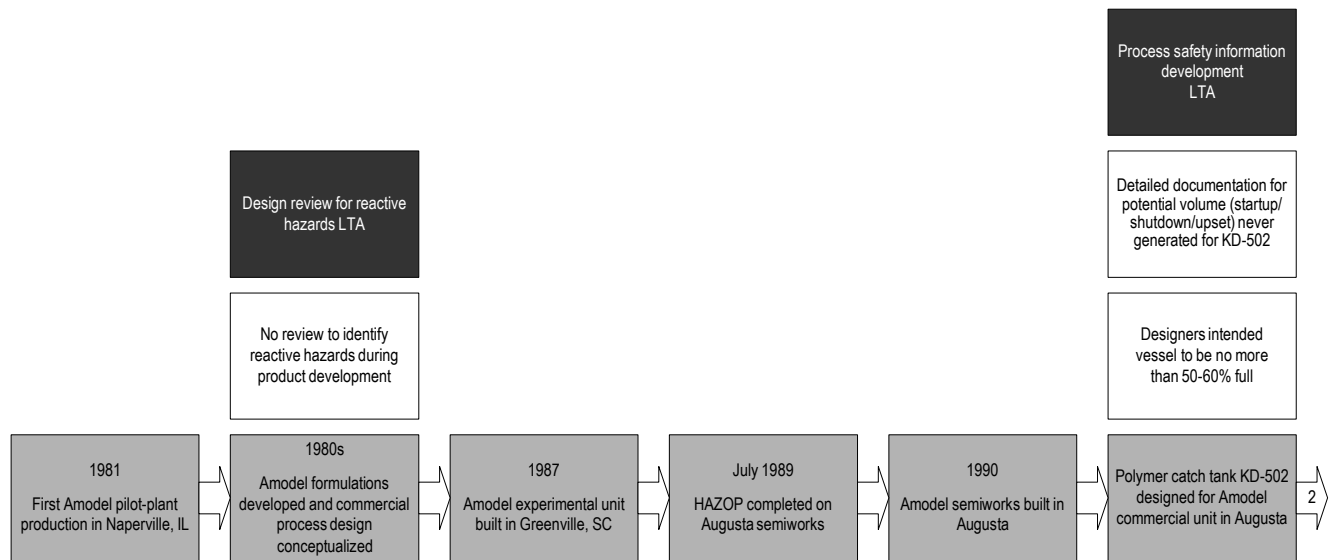 Process safety information
development
LTA
Design review for reactive
hazards LTA
Detailed documentation for
potential volume (startup/
shutdown/upset) never
generated for KD-502
No review to identify
reactive hazards during
product development
Designers intended
vessel to be no more
than 50-60% full
1981
First Amodel pilot-plant
production in Naperville, IL
1980s
Amodel formulations
developed and commercial
process design
conceptualized
1987
Amodel experimental unit
built in Greenville, SC
July 1989
HAZOP completed on
Augusta semiworks
1990
Amodel semiworks built in
Augusta
Polymer catch tank KD-502
designed for Amodel
commercial unit in Augusta
2